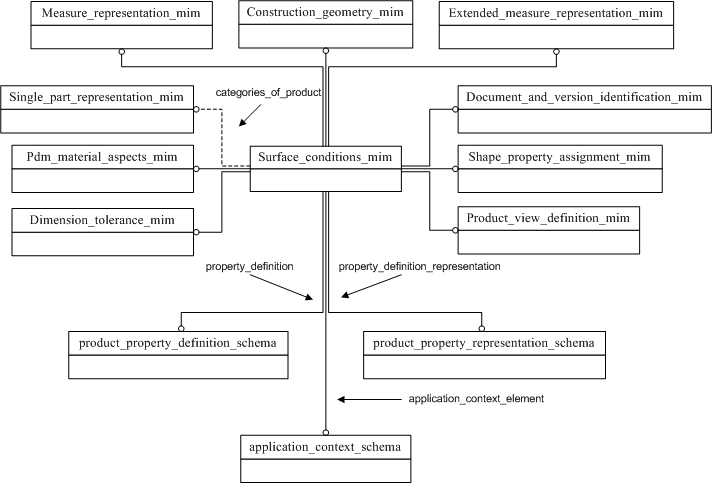 Measure_representation_mim
Construction_geometry_mim
Extended_measure_representation_mim
Single_part_representation_mim
categories_of_product
Document_and_version_identification_mim
Pdm_material_aspects_mim
Surface_conditions_mim
Shape_property_assignment_mim
Dimension_tolerance_mim
Product_view_definition_mim
property_definition
property_definition_representation
product_property_definition_schema
product_property_representation_schema
application_context_element
application_context_schema